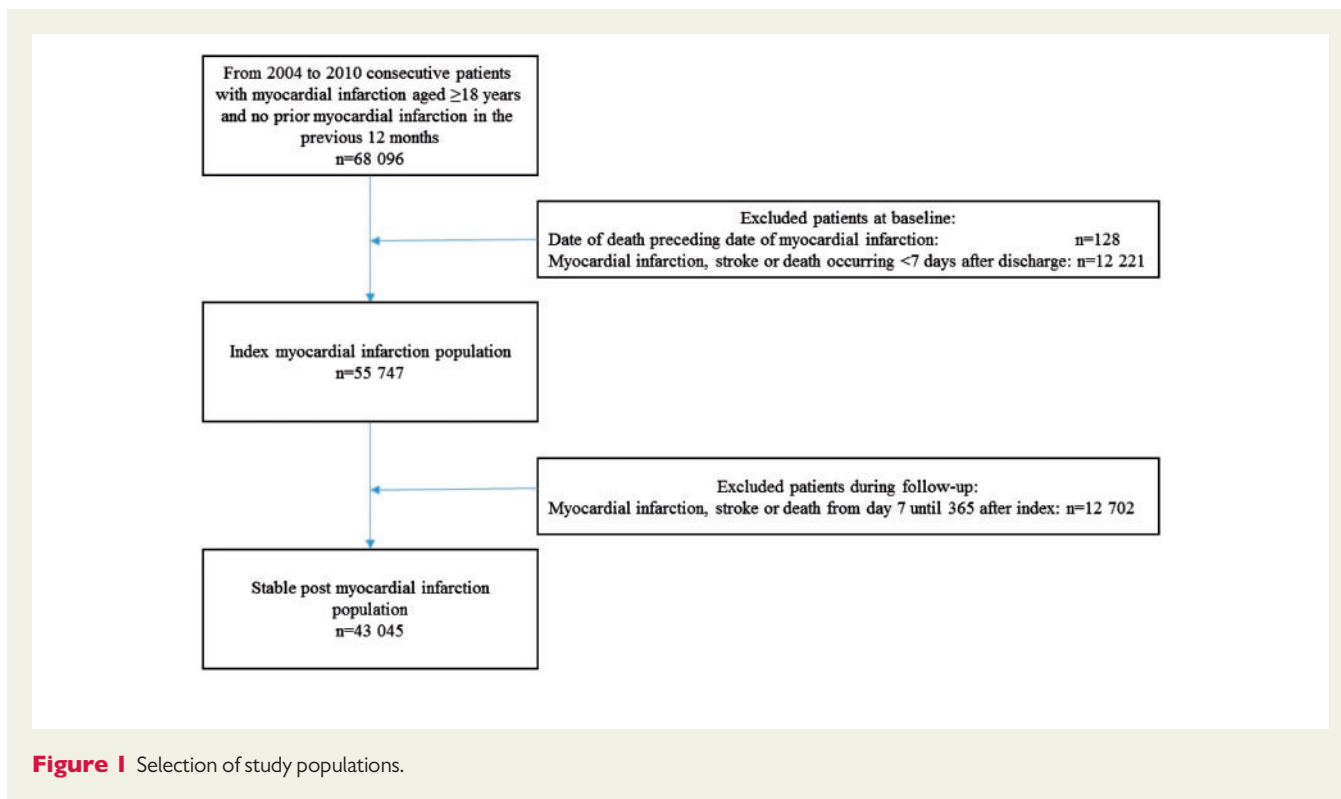 From 2004 to 2010 consecutive patients
with myocardial infarction aged ≥18 years
and no prior myocardial infarction in the
previous 12 months
n=68 096
Excluded patients at baseline:
Date of death preceding date of myocardial infarction: n=128
Myocardial infarction, stroke or death occurring <7 days after discharge: n=12 221
Index myocardial infarction population
n=55 747
Excluded patients during follow-up:
Myocardial infarction, stroke or death from day 7 until 365 after index: n=12 702
Stable post myocardial infarction
population
n=43 045
Figure 1 Selection of study populations.